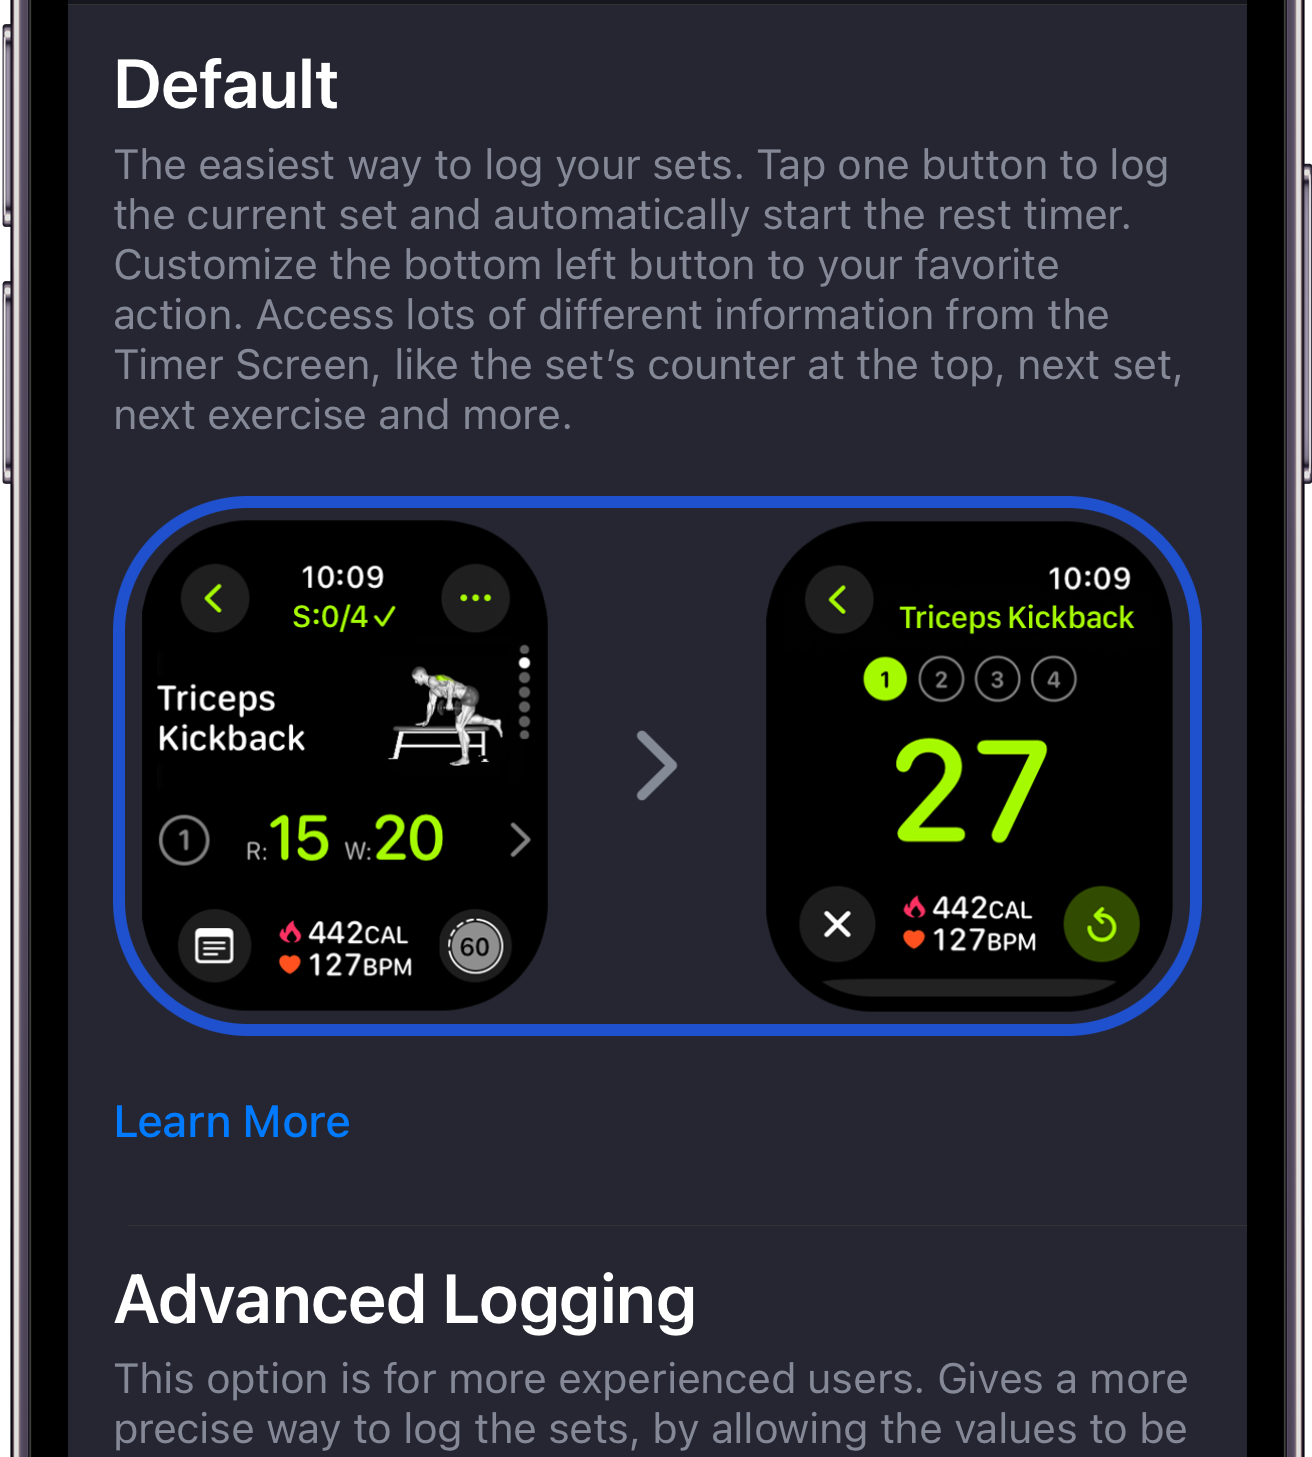 Default
The easiest way to log your sets. Tap one button to log
the current set and automatically start the rest timer.
Customize the bottom left button to your favorite
action. Access lots of different information from the
Timer Screen, like the set’s counter at the top, next set,
next exercise and more.
10:09
S:0/4✓
Triceps
Kickback
1 R:15 W:20
442CAL
127BPM
60
10:09
Triceps Kickback
1 2 3 4
27
442CAL
127BPM
Learn More
Advanced Logging
This option is for more experienced users. Gives a more
precise way to log the sets, by allowing the values to be